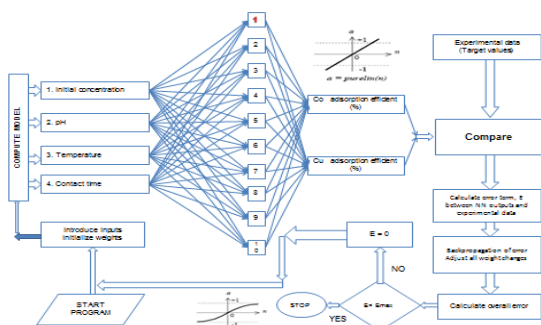 COMPUTE MODEL
1. Initial concentration
2. pH
3. Temperature
4. Contact time
Introduce inputs
Initialize weights
START
PROGRAM
1
2
3
4
5
6
7
8
9
1
0
a
+1
n
0
-1
a = purelin(n)
Co adsorption efficient
(%)
Cu adsorption efficient
(%)
Experimental data
(Target values)
Compare
Calculate error term, E
between NN outputs and
experimental data
Backpropagation of error
Adjust all weight changes
Calculate overall error
E = 0
NO
E= Emax
YES
STOP
a
+1
n
0
-1